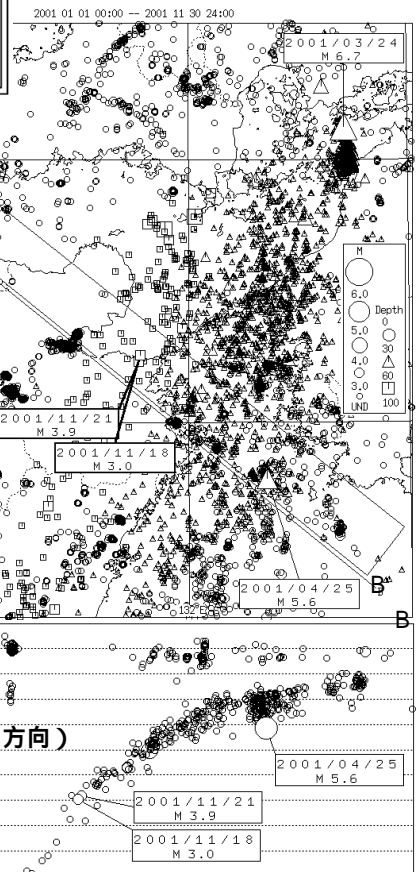 2001 01 01 00:00 -- 2001 11 30 24:00
2001/03/24
M 6.7
M
6.0
5.0
4.0
3.0
UND
Depth
0
30
60
100
2001/11/21
M 3.9
2001/11/18
M 3.0
2001/04/25
M 5.6
132°E
B
B
方向）
2001/04/25
M 5.6
2001/11/21
M 3.9
2001/11/18
M 3.0